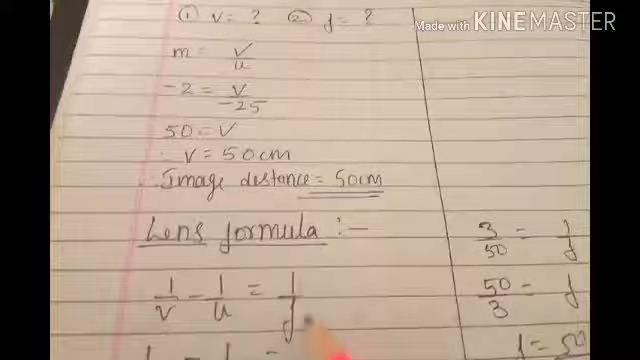 ① v = ? ② f = ?
Made with KINEMASTER
m = v/u
-2 = v/-25
50 = v
∴ v = 50cm
∴ Image distance = 50cm
Lens formula :-
1/v - 1/u = 1/f
3/50 = 1/f
50/3 = f
f = 50